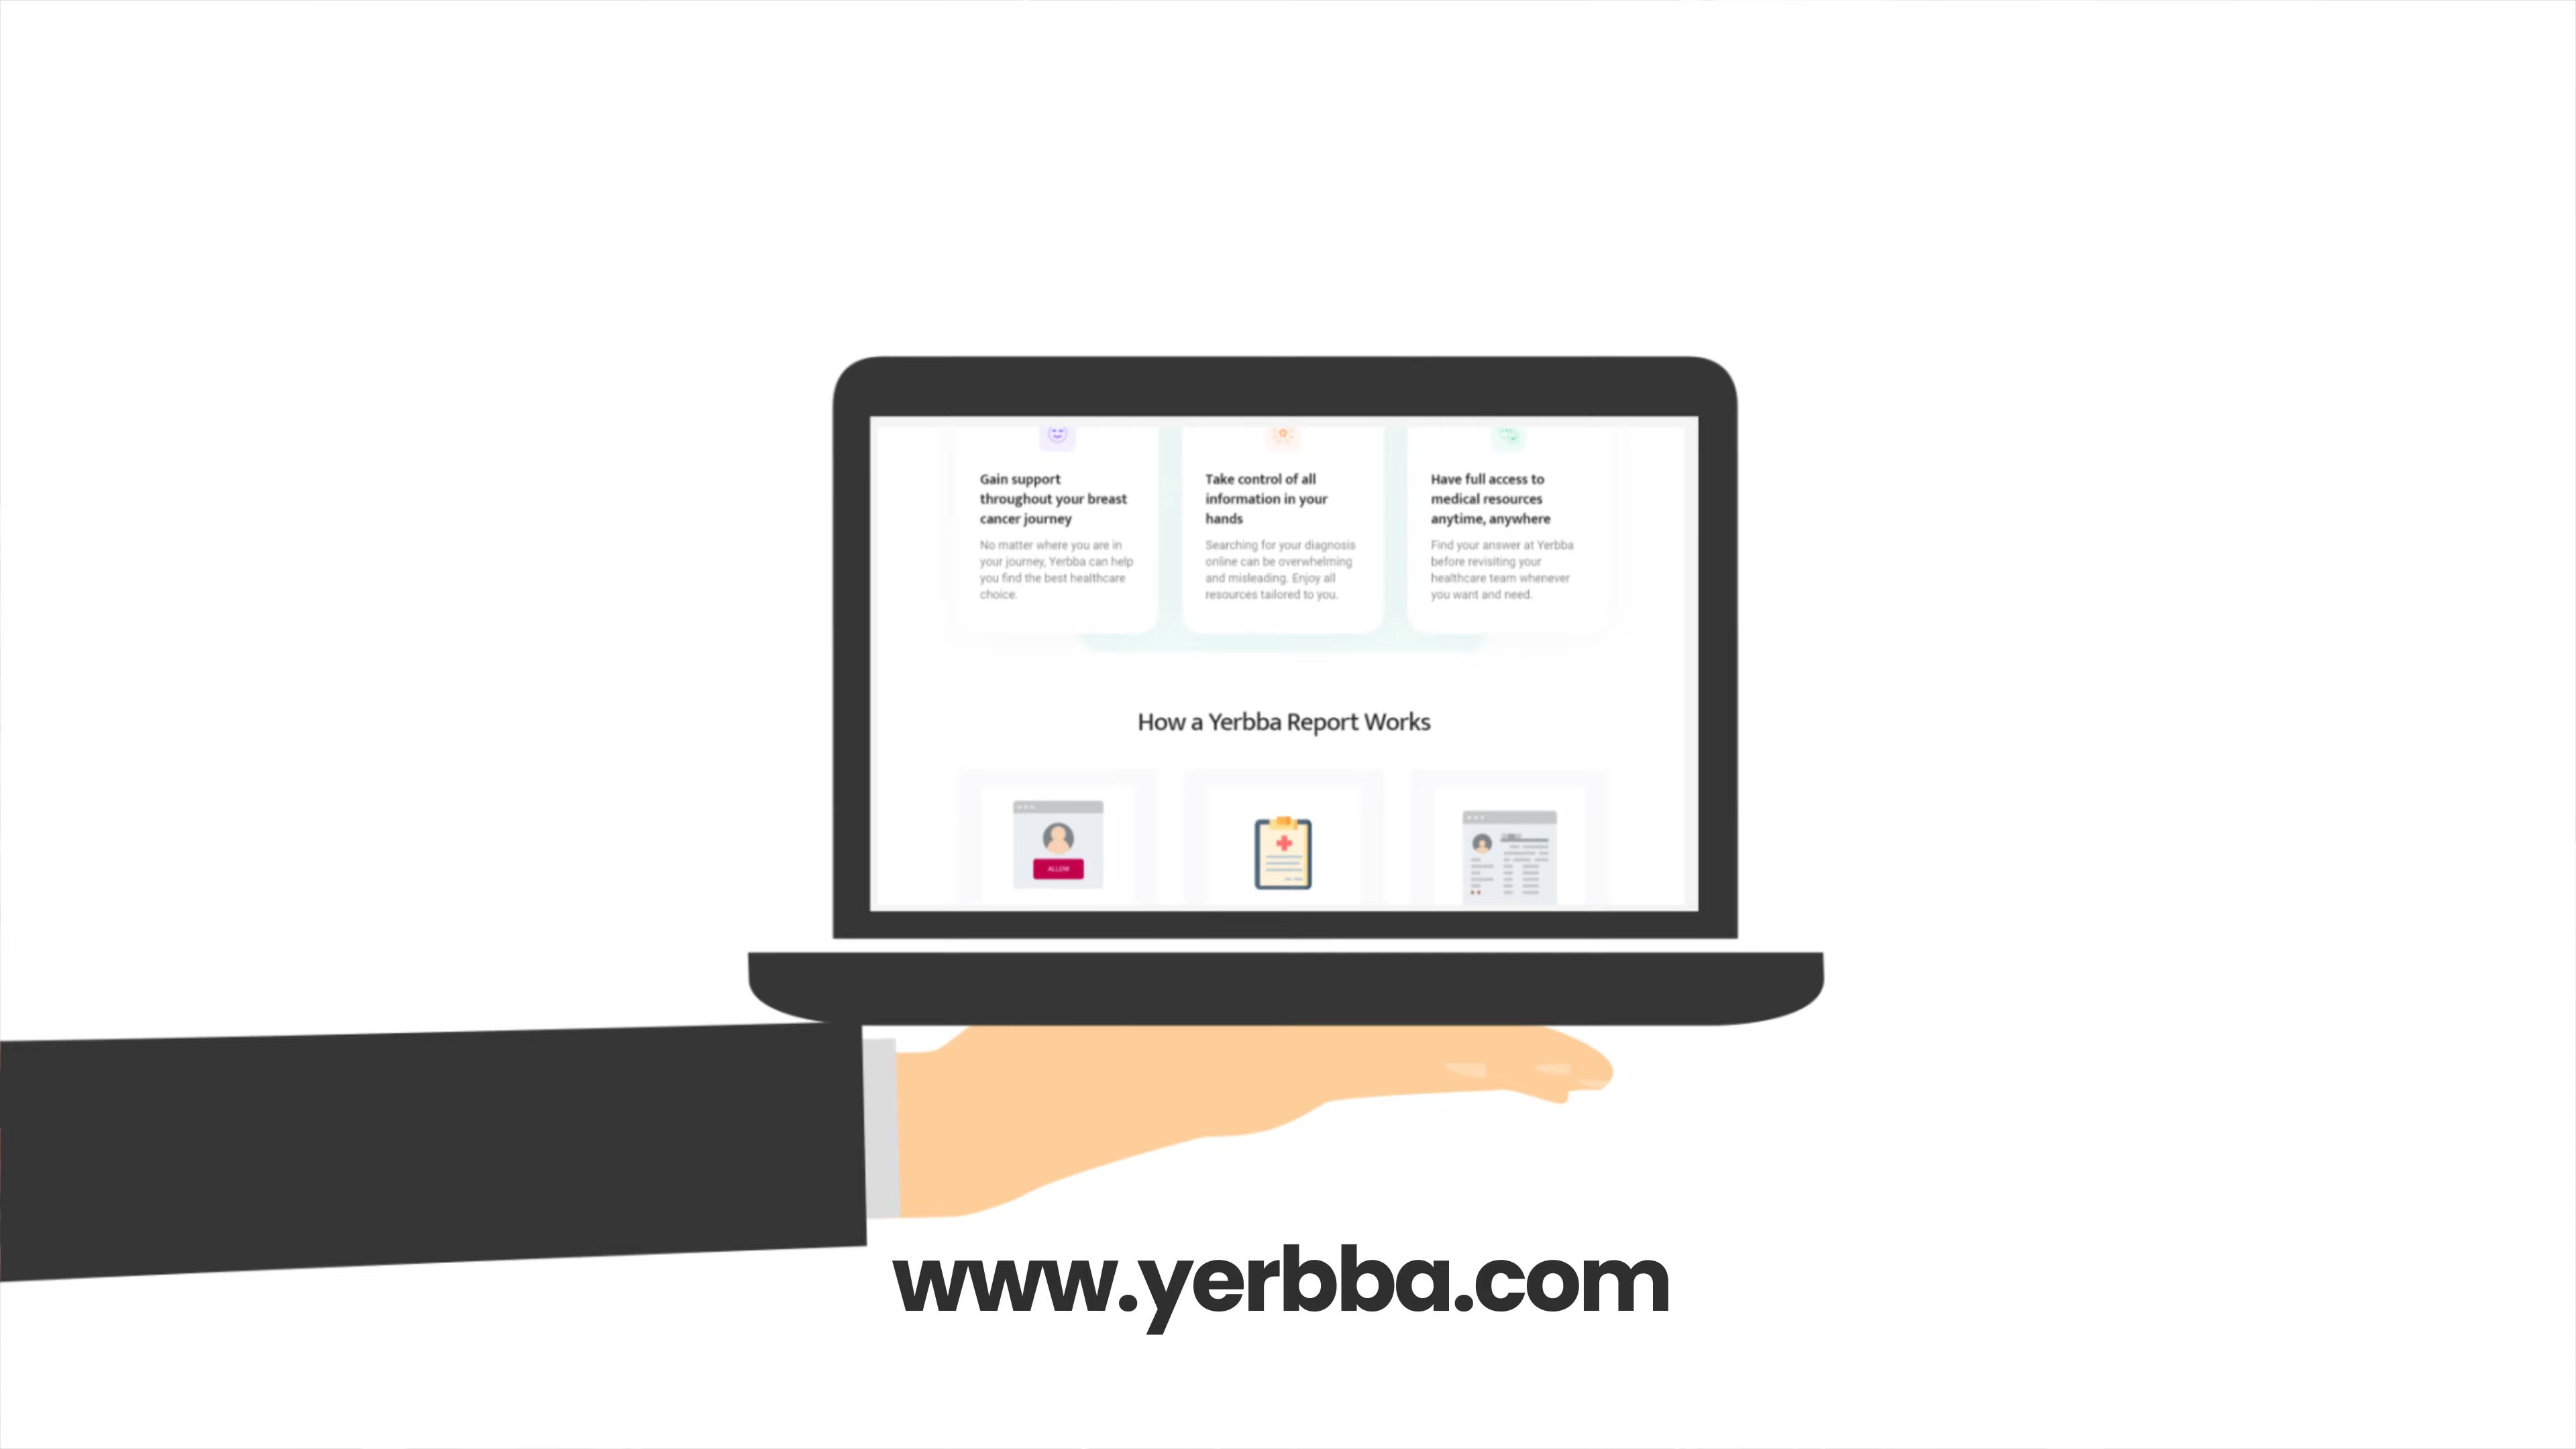 Gain support
throughout your breast
cancer journey
No matter where you are in
your journey, Yerbba can help
you find the best healthcare
choice.
Take control of all
information in your
hands
Searching for your diagnosis
online can be overwhelming
and misleading. Enjoy all
resources tailored to you.
Have full access to
medical resources
anytime, anywhere
Find your answer at Yerbba
before revisiting your
healthcare team whenever
you want and need.
How a Yerbba Report Works
ALLOW
www.yerbba.com